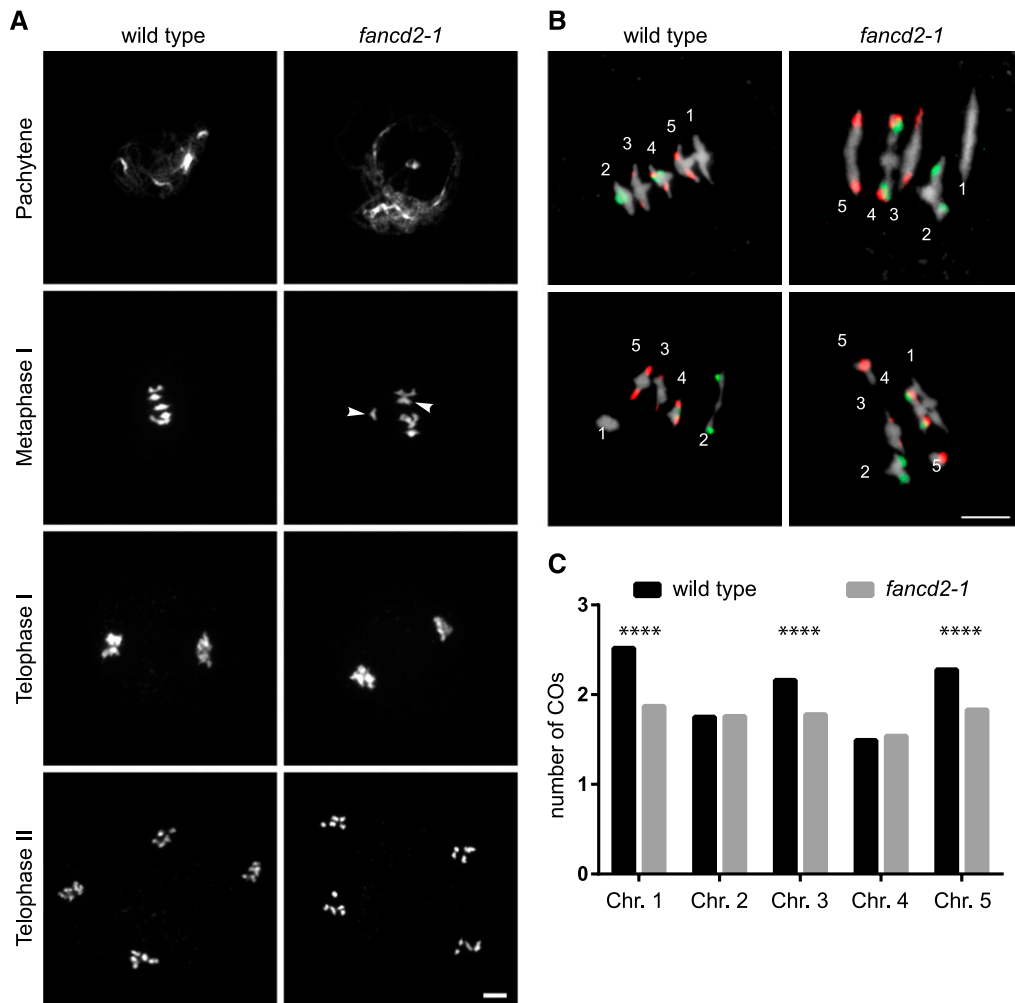 A
wild type
fancd2-1
Pachytene
Metaphase I
Telophase I
Telophase II
B
wild type
fancd2-1
1
5
3
4
2
5
4
3
2
1
5
3
4
1
2
5
4
1
3
2
5
C
wild type
fancd2-1
number of COs
3
2
1
0
****
****
****
Chr. 1
Chr. 2
Chr. 3
Chr. 4
Chr. 5